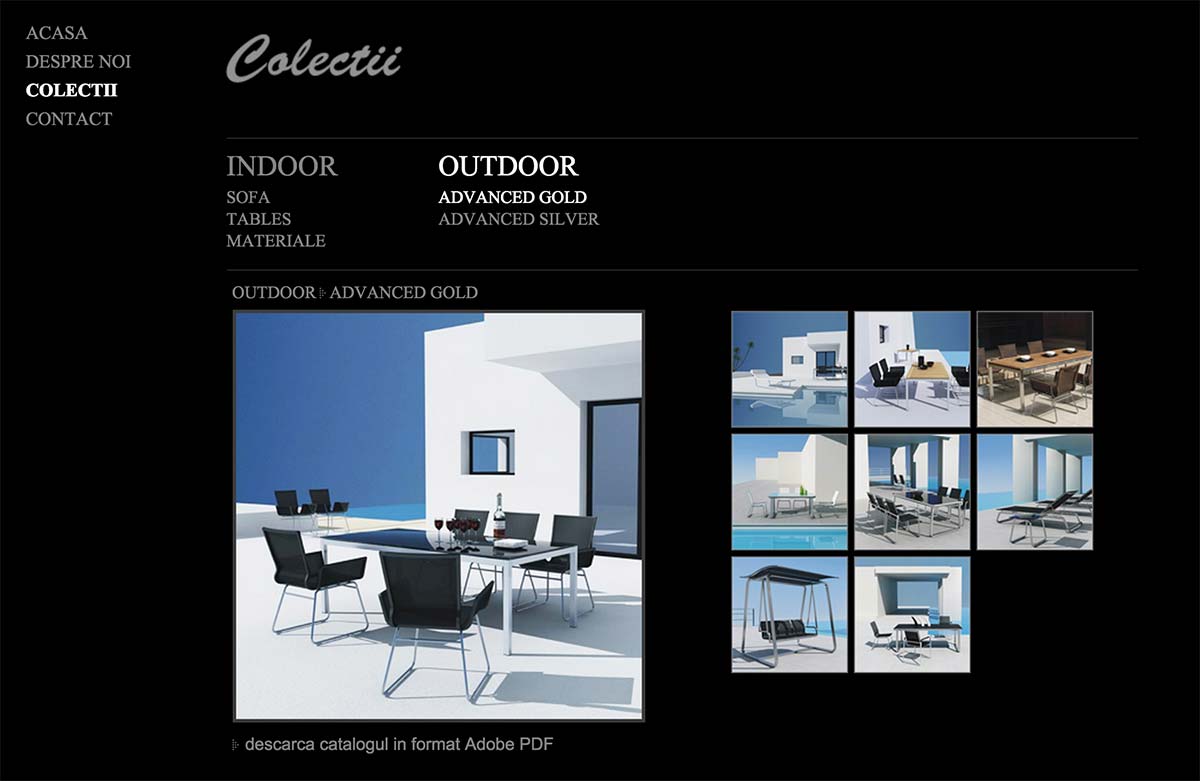 ACASA
DESPRE NOI
COLECTII
CONTACT
Colectii
INDOOR
SOFA
TABLES
MATERIALE
OUTDOOR
ADVANCED GOLD
ADVANCED SILVER
OUTDOOR ADVANCED GOLD
descarca catalogul in format Adobe PDF